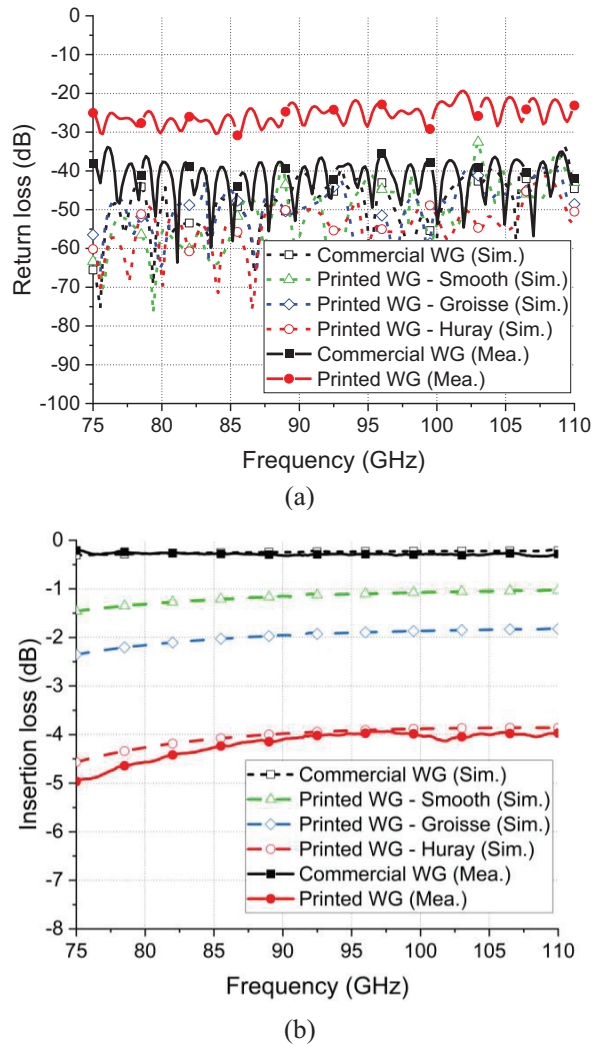 0
-10
-20
-30
-40
-50
-60
-70
-80
-90
-100
Return loss (dB)
Commercial WG (Sim.)
Printed WG - Smooth (Sim.)
Printed WG - Groisse (Sim.)
Printed WG - Huray (Sim.)
Commercial WG (Mea.)
Printed WG (Mea.)
75 80 85 90 95 100 105 110
Frequency (GHz)
(a)
0
-1
-2
-3
-4
-5
-6
-7
-8
Insertion loss (dB)
Commercial WG (Sim.)
Printed WG - Smooth (Sim.)
Printed WG - Groisse (Sim.)
Printed WG - Huray (Sim.)
Commercial WG (Mea.)
Printed WG (Mea.)
75 80 85 90 95 100 105 110
Frequency (GHz)
(b)